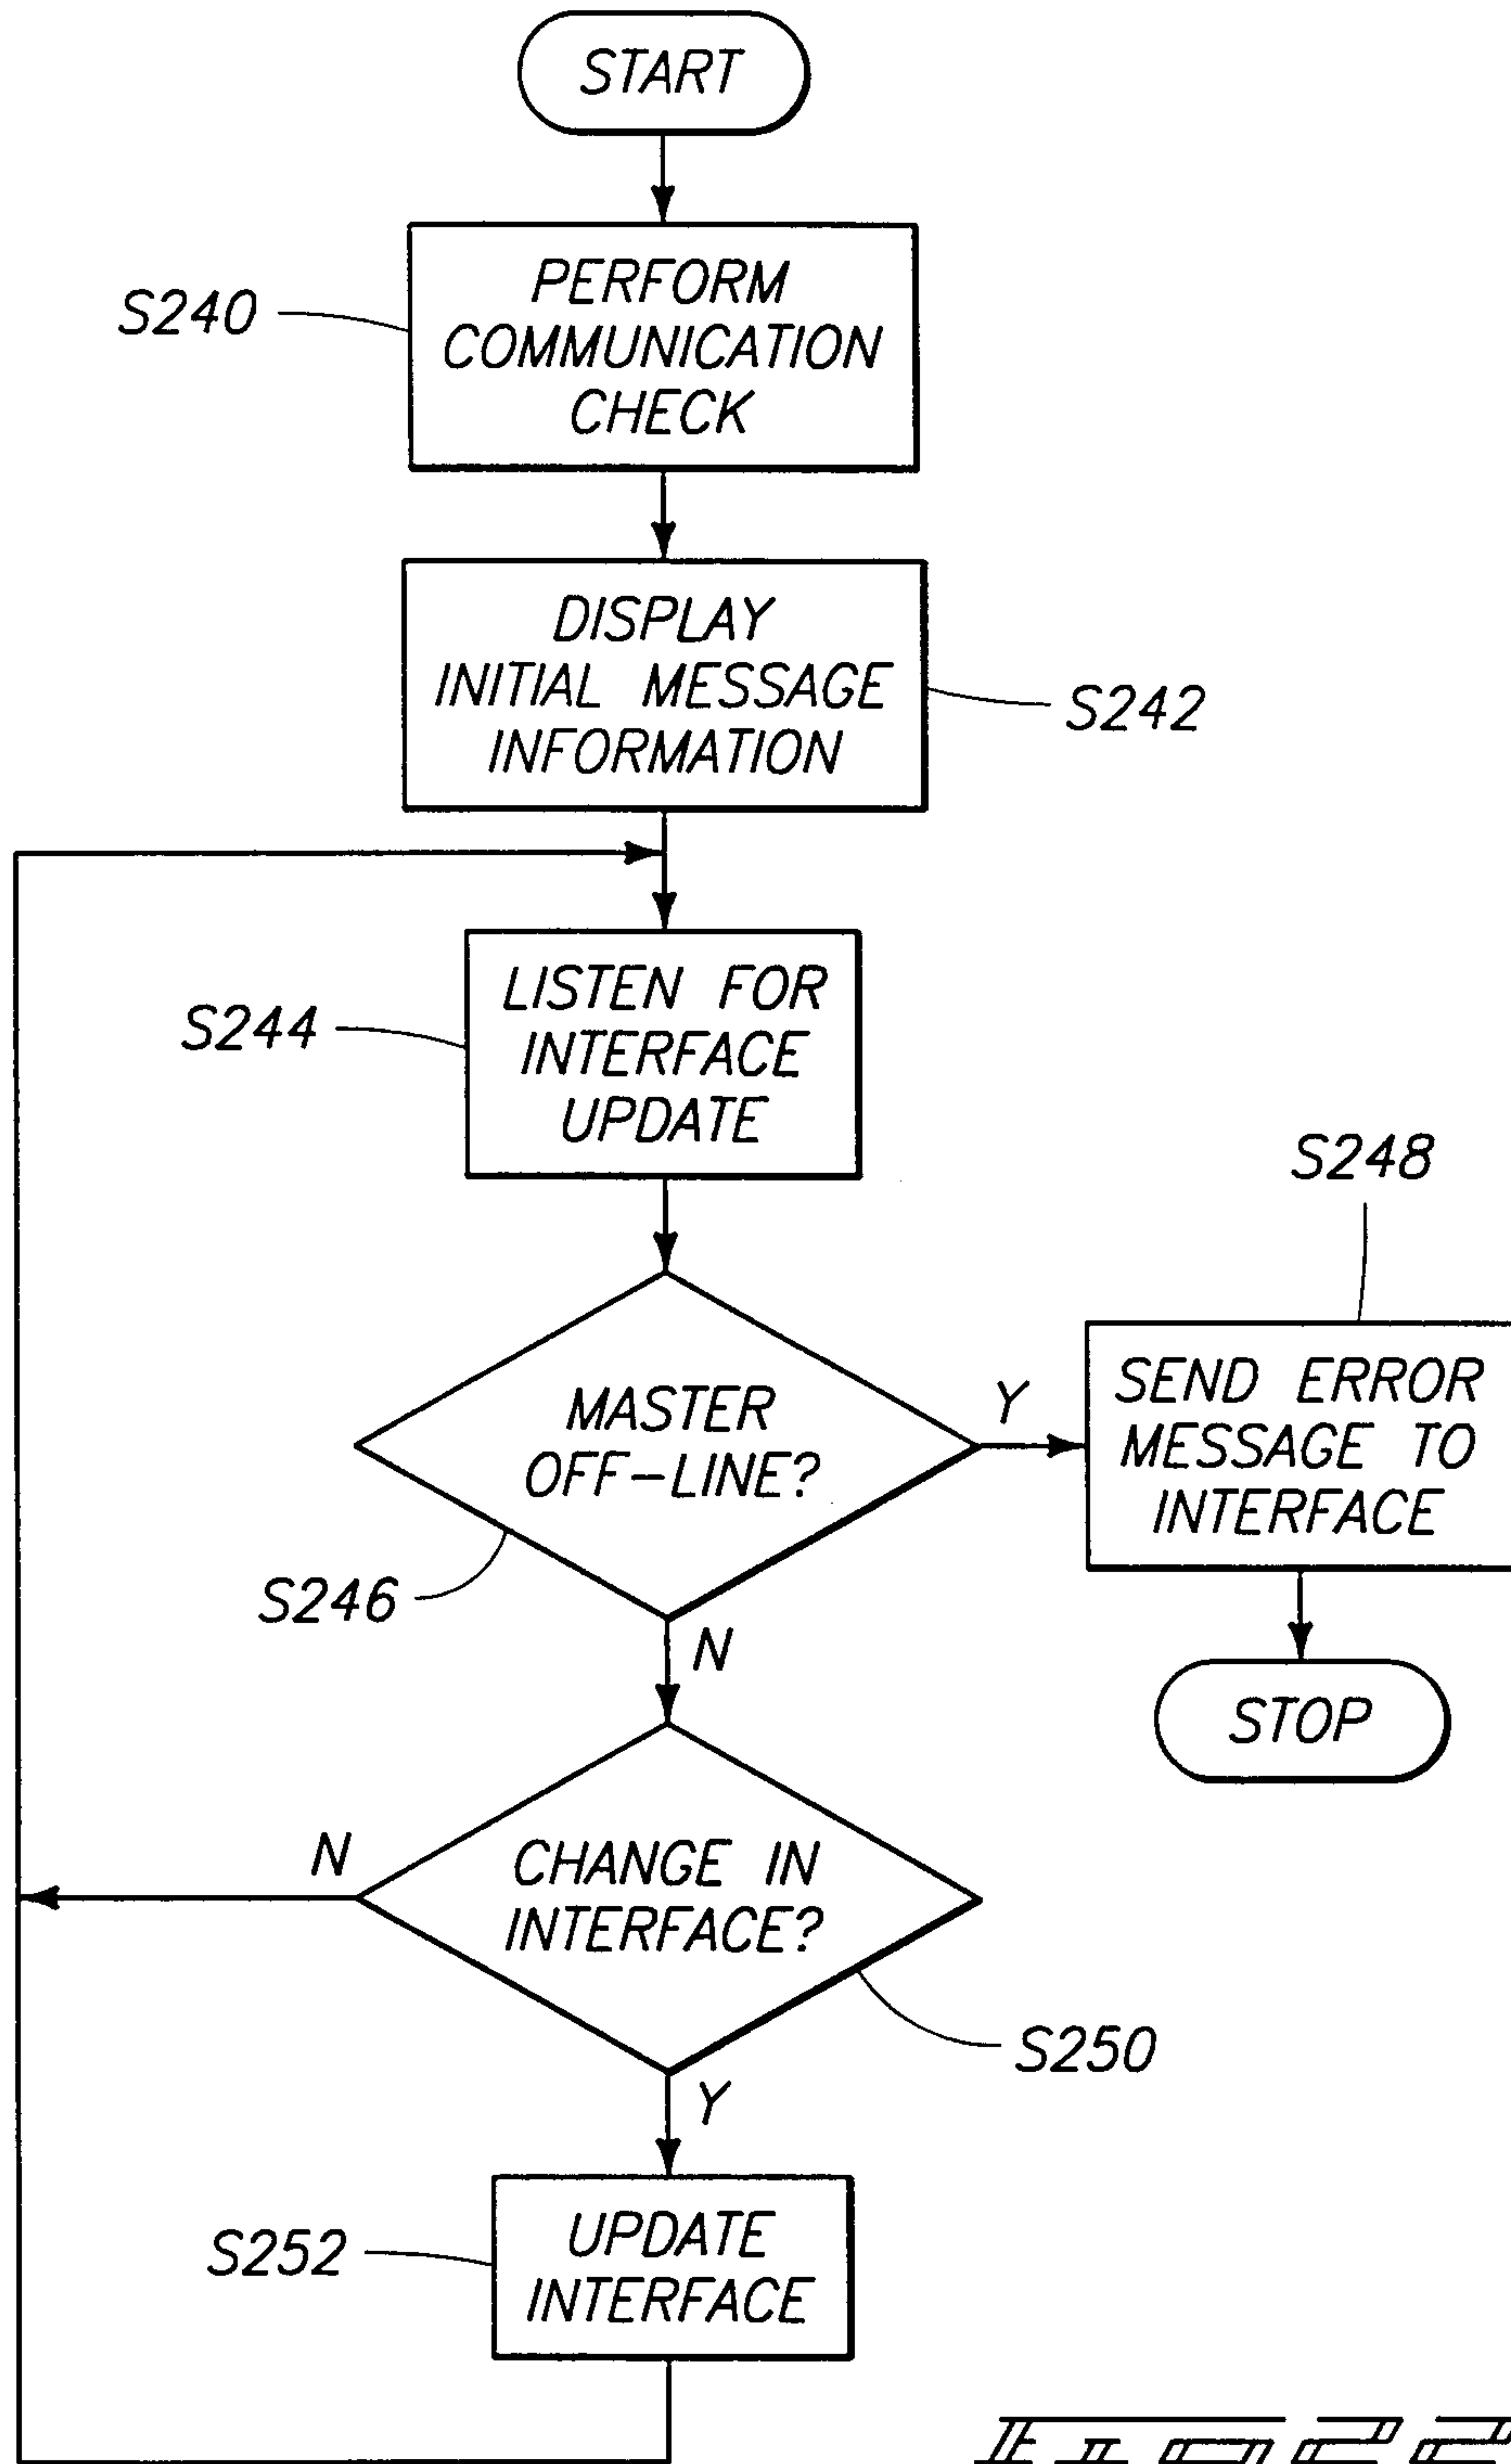 START
S240
PERFORM
COMMUNICATION
CHECK
DISPLAY
INITIAL MESSAGE
INFORMATION
S242
S244
LISTEN FOR
INTERFACE
UPDATE
S248
MASTER
OFF-LINE?
Y
SEND ERROR
MESSAGE TO
INTERFACE
S246
N
STOP
N
CHANGE IN
INTERFACE?
S250
Y
S252
UPDATE
INTERFACE